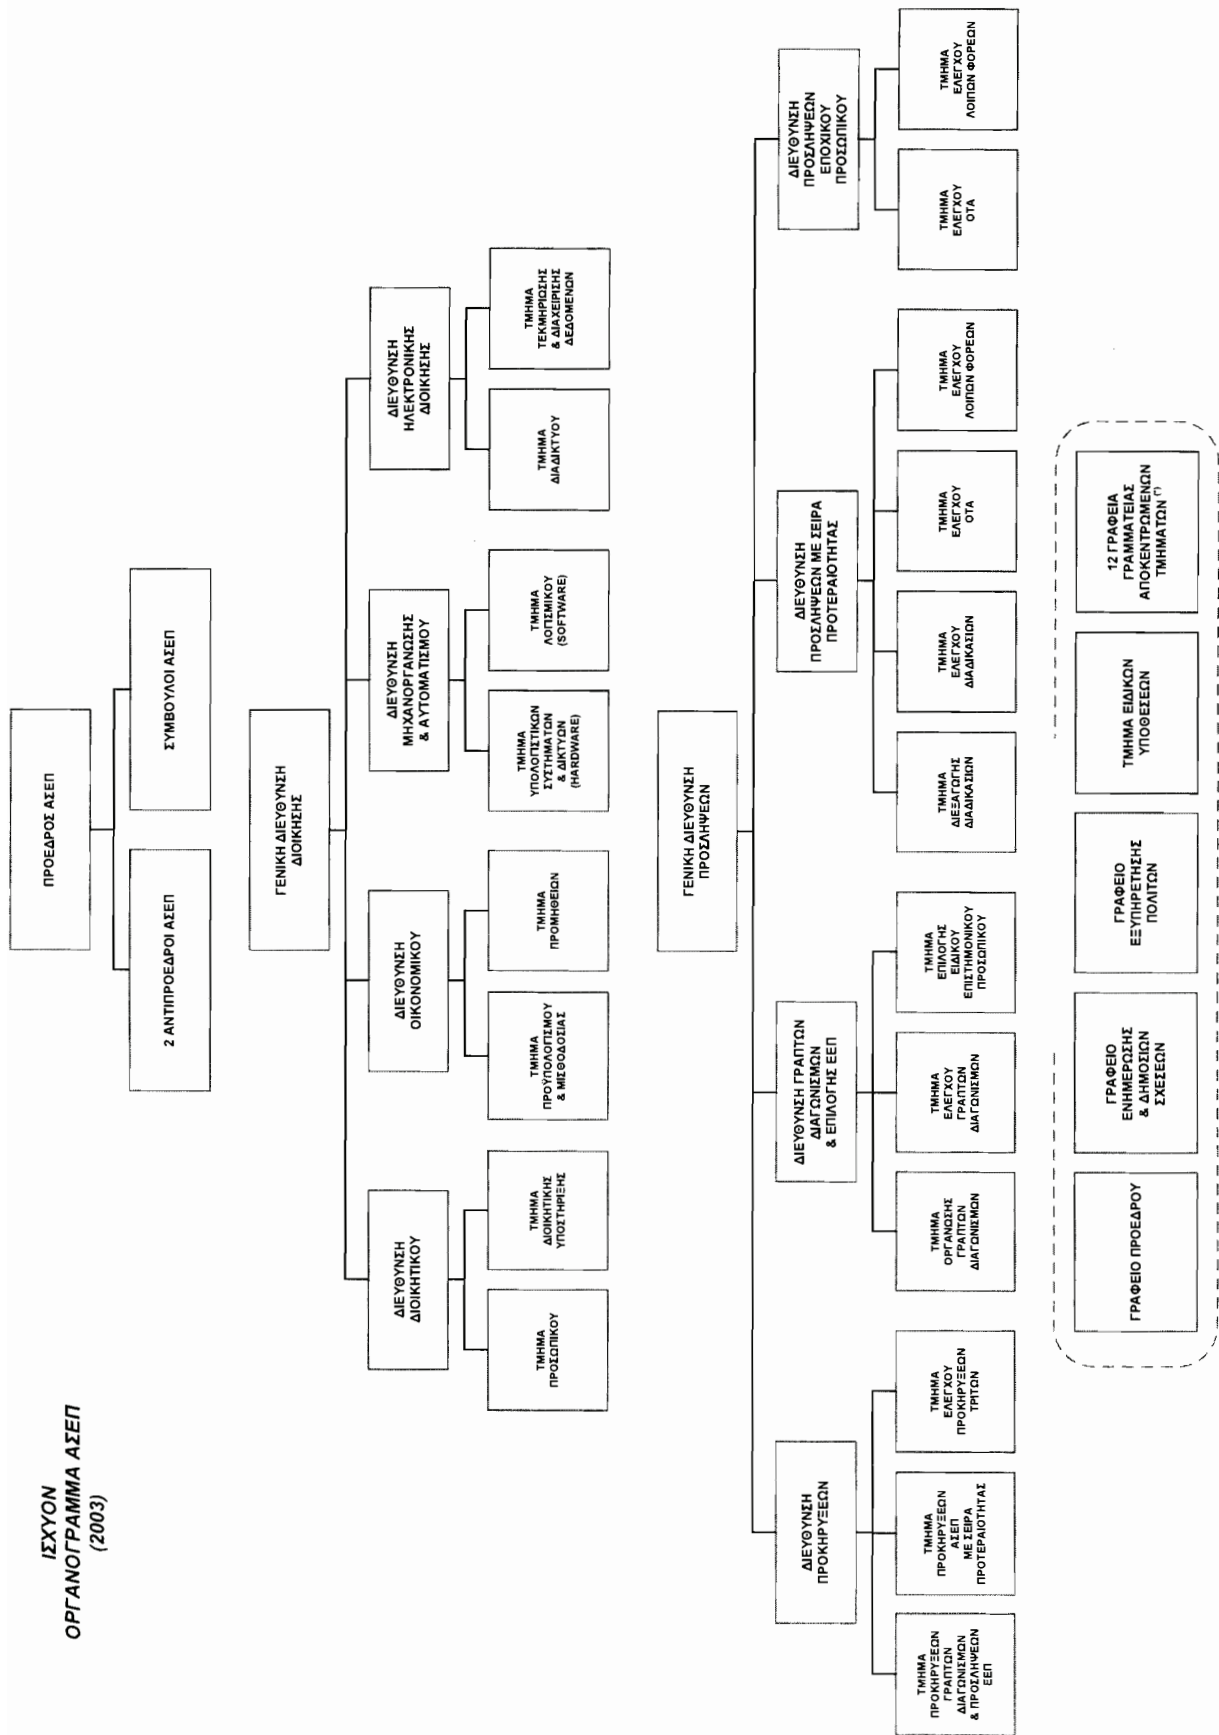 ΙΣΧΥΟΝ
ΟΡΓΑΝΟΓΡΑΜΜΑ ΑΣΕΠ
(2003)
ΠΡΟΕΔΡΟΣ ΑΣΕΠ
2 ΑΝΤΙΠΡΟΕΔΡΟΙ ΑΣΕΠ
ΣΥΜΒΟΥΛΟΙ ΑΣΕΠ
ΓΕΝΙΚΗ ΔΙΕΥΘΥΝΣΗ
ΔΙΟΙΚΗΣΗΣ
ΔΙΕΥΘΥΝΣΗ
ΔΙΟΙΚΗΤΙΚΟΥ
ΔΙΕΥΘΥΝΣΗ
ΟΙΚΟΝΟΜΙΚΟΥ
ΔΙΕΥΘΥΝΣΗ
ΜΗΧΑΝΟΡΓΑΝΩΣΗΣ
& ΑΥΤΟΜΑΤΙΣΜΟΥ
ΔΙΕΥΘΥΝΣΗ
ΗΛΕΚΤΡΟΝΙΚΗΣ
ΔΙΟΙΚΗΣΗΣ
ΤΜΗΜΑ
ΠΡΟΣΩΠΙΚΟΥ
ΤΜΗΜΑ
ΔΙΟΙΚΗΤΙΚΗΣ
ΥΠΟΣΤΗΡΙΞΗΣ
ΤΜΗΜΑ
ΠΡΟΫΠΟΛΟΓΙΣΜΟΥ
& ΜΙΣΘΟΔΟΣΙΑΣ
ΤΜΗΜΑ
ΠΡΟΜΗΘΕΙΩΝ
ΤΜΗΜΑ
ΥΠΟΛΟΓΙΣΤΙΚΩΝ
ΣΥΣΤΗΜΑΤΩΝ
& ΔΙΚΤΥΩΝ
(HARDWARE)
ΤΜΗΜΑ
ΛΟΓΙΣΜΙΚΟΥ
(SOFTWARE)
ΤΜΗΜΑ
ΔΙΑΔΙΚΤΥΟΥ
ΤΜΗΜΑ
ΤΕΚΜΗΡΙΩΣΗΣ
& ΔΙΑΧΕΙΡΙΣΗΣ
ΔΕΔΟΜΕΝΩΝ
ΓΕΝΙΚΗ ΔΙΕΥΘΥΝΣΗ
ΠΡΟΣΛΗΨΕΩΝ
ΔΙΕΥΘΥΝΣΗ
ΠΡΟΚΗΡΥΞΕΩΝ
ΔΙΕΥΘΥΝΣΗ ΓΡΑΠΤΩΝ
ΔΙΑΓΩΝΙΣΜΩΝ
& ΕΠΙΛΟΓΗΣ ΕΕΠ
ΔΙΕΥΘΥΝΣΗ
ΠΡΟΣΛΗΨΕΩΝ ΜΕ ΣΕΙΡΑ
ΠΡΟΤΕΡΑΙΟΤΗΤΑΣ
ΔΙΕΥΘΥΝΣΗ
ΠΡΟΣΛΗΨΕΩΝ
ΕΠΟΧΙΚΟΥ
ΠΡΟΣΩΠΙΚΟΥ
ΤΜΗΜΑ
ΠΡΟΚΗΡΥΞΕΩΝ
ΓΡΑΠΤΩΝ
ΔΙΑΓΩΝΙΣΜΩΝ
& ΠΡΟΣΛΗΨΕΩΝ
ΕΕΠ
ΤΜΗΜΑ
ΠΡΟΚΗΡΥΞΕΩΝ
ΑΣΕΠ
ΜΕ ΣΕΙΡΑ
ΠΡΟΤΕΡΑΙΟΤΗΤΑΣ
ΤΜΗΜΑ
ΕΛΕΓΧΟΥ
ΠΡΟΚΗΡΥΞΕΩΝ
ΤΡΙΤΩΝ
ΤΜΗΜΑ
ΟΡΓΑΝΩΣΗΣ
ΓΡΑΠΤΩΝ
ΔΙΑΓΩΝΙΣΜΩΝ
ΤΜΗΜΑ
ΕΛΕΓΧΟΥ
ΓΡΑΠΤΩΝ
ΔΙΑΓΩΝΙΣΜΩΝ
ΤΜΗΜΑ
ΕΠΙΛΟΓΗΣ
ΕΙΔΙΚΟΥ
ΕΠΙΣΤΗΜΟΝΙΚΟΥ
ΠΡΟΣΩΠΙΚΟΥ
ΤΜΗΜΑ
ΔΙΕΞΑΓΩΓΗΣ
ΔΙΑΔΙΚΑΣΙΩΝ
ΤΜΗΜΑ
ΕΛΕΓΧΟΥ
ΔΙΑΔΙΚΑΣΙΩΝ
ΤΜΗΜΑ
ΕΛΕΓΧΟΥ
ΟΤΑ
ΤΜΗΜΑ
ΕΛΕΓΧΟΥ
ΛΟΙΠΩΝ ΦΟΡΕΩΝ
ΤΜΗΜΑ
ΕΛΕΓΧΟΥ
ΟΤΑ
ΤΜΗΜΑ
ΕΛΕΓΧΟΥ
ΛΟΙΠΩΝ ΦΟΡΕΩΝ
ΓΡΑΦΕΙΟ ΠΡΟΕΔΡΟΥ
ΓΡΑΦΕΙΟ
ΕΝΗΜΕΡΩΣΗΣ
& ΔΗΜΟΣΙΩΝ
ΣΧΕΣΕΩΝ
ΓΡΑΦΕΙΟ
ΕΞΥΠΗΡΕΤΗΣΗΣ
ΠΟΛΙΤΩΝ
ΤΜΗΜΑ ΕΙΔΙΚΩΝ
ΥΠΟΘΕΣΕΩΝ
12 ΓΡΑΦΕΙΑ
ΓΡΑΜΜΑΤΕΙΑΣ
ΑΠΟΚΕΝΤΡΩΜΕΝΩΝ
ΤΜΗΜΑΤΩΝ (*)